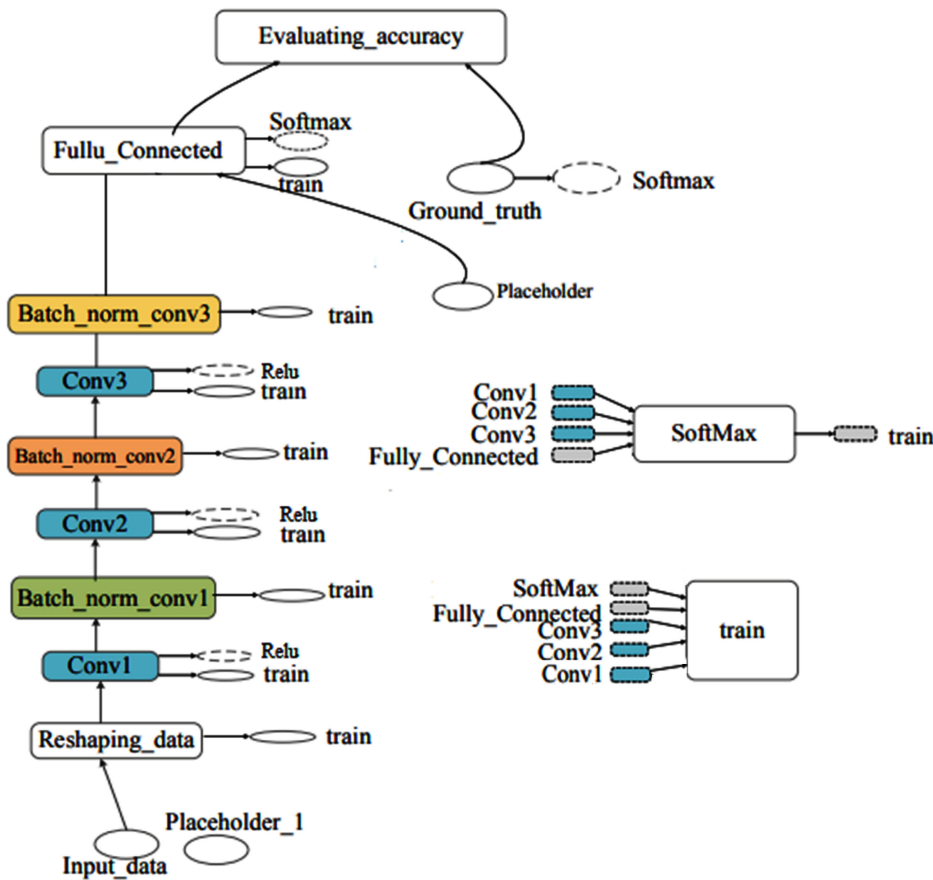 Evaluating_accuracy
Softmax
Fullu_Connected
train
Softmax
Ground_truth
Placeholder
Batch_norm_conv3
train
Relu
Conv3
train
Batch_norm_conv2
train
Relu
Conv2
train
Batch_norm_conv1
train
Relu
Conv1
train
Reshaping_data
train
Placeholder_1
Input_data
Conv1
Conv2
Conv3
Fully_Connected
SoftMax
train
SoftMax
Fully_Connected
Conv3
Conv2
Conv1
train